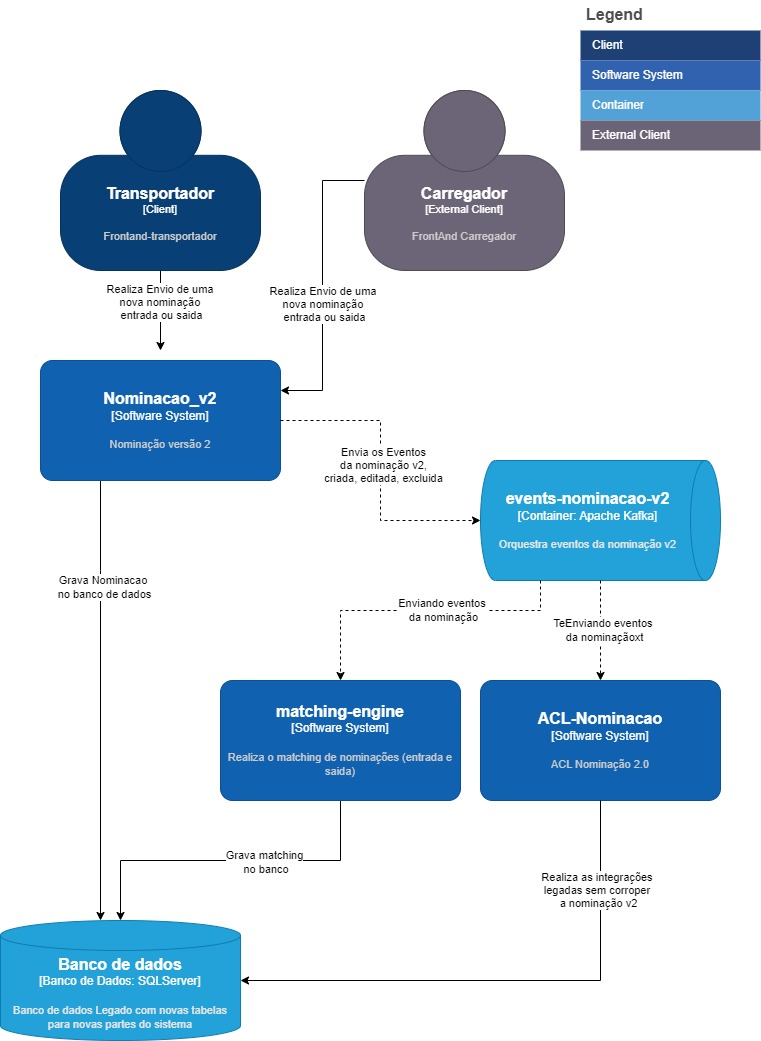 Legend
Client
Software System
Container
External Client
Transportador
[Client]
Frontand-transportador
Carregador
[External Client]
FrontAnd Carregador
Realiza Envio de uma
nova nominação
entrada ou saida
Realiza Envio de uma
nova nominação
entrada ou saida
Nominacao_v2
[Software System]
Nominação versão 2
Envia os Eventos
da nominação v2,
criada, editada, excluida
events-nominacao-v2
[Container: Apache Kafka]
Orquestra eventos da nominação v2
Grava Nominacao
no banco de dados
Enviando eventos
da nominação
TeEnviando eventos
da nominaçãoxt
matching-engine
[Software System]
Realiza o matching de nominações (entrada e
saida)
ACL-Nominacao
[Software System]
ACL Nominação 2.0
Grava matching
no banco
Realiza as integrações
legadas sem corroper
a nominação v2
Banco de dados
[Banco de Dados: SQLServer]
Banco de dados Legado com novas tabelas
para novas partes do sistema